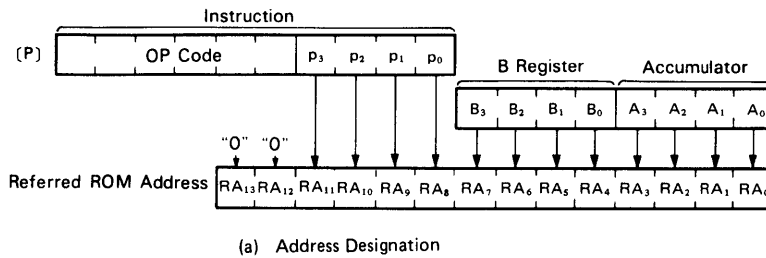 Instruction
[P] OP Code p3 p2 p1 p0
B Register Accumulator
B3 B2 B1 B0 A3 A2 A1 A0
"0" "0"
Referred ROM Address RA13 RA12 RA11 RA10 RA9 RA8 RA7 RA6 RA5 RA4 RA3 RA2 RA1 RA0
(a) Address Designation